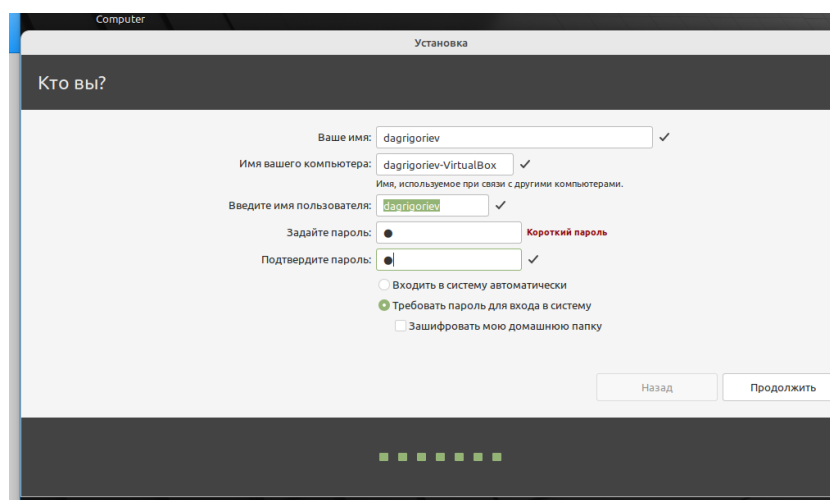 Computer
Установка
Кто вы?
Ваше имя: dagrigoriev
Имя вашего компьютера: dagrigoriev-VirtualBox
Имя, используемое при связи с другими компьютерами.
Введите имя пользователя: dagrigoriev
Задайте пароль: ● Короткий пароль
Подтвердите пароль: ●
Входить в систему автоматически
Требовать пароль для входа в систему
Зашифровать мою домашнюю папку
Назад Продолжить